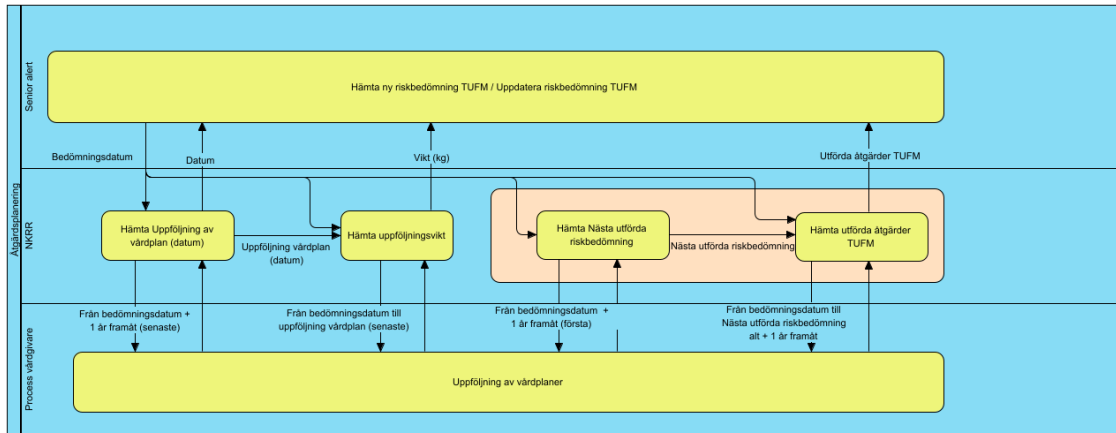 Åtgärdsplanering
Senior alert
Hämta ny riskbedömning TUFM / Uppdatera riskbedömning TUFM
Bedömningsdatum
Datum
Vikt (kg)
Utförda åtgärder TUFM
NKRR
Hämta Uppföljning av
vårdplan (datum)
Uppföljning vårdplan
(datum)
Hämta uppföljningsvikt
Hämta Nästa utförda
riskbedömning
Nästa utförda riskbedömning
Hämta utförda åtgärder
TUFM
Process vårdgivare
Från bedömningsdatum +
1 år framåt (senaste)
Från bedömningsdatum till
uppföljning vårdplan (senaste)
Från bedömningsdatum +
1 år framåt (första)
Från bedömningsdatum till
Nästa utförda riskbedömning
alt + 1 år framåt
Uppföljning av vårdplaner